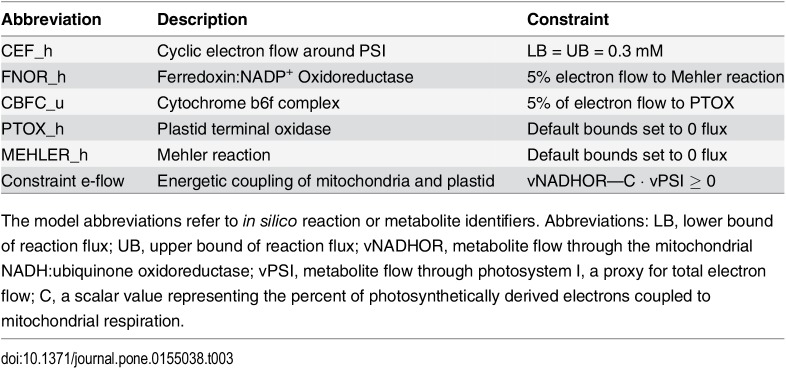 Abbreviation Description Constraint
CEF_h Cyclic electron flow around PSI LB = UB = 0.3 mM
FNOR_h Ferredoxin:NADP+ Oxidoreductase 5% electron flow to Mehler reaction
CBFC_u Cytochrome b6f complex 5% of electron flow to PTOX
PTOX_h Plastid terminal oxidase Default bounds set to 0 flux
MEHLER_h Mehler reaction Default bounds set to 0 flux
Constraint e-flow Energetic coupling of mitochondria and plastid vNADHOR—C · vPSI ≥ 0
The model abbreviations refer to in silico reaction or metabolite identifiers. Abbreviations: LB, lower bound
of reaction flux; UB, upper bound of reaction flux; vNADHOR, metabolite flow through the mitochondrial
NADH:ubiquinone oxidoreductase; vPSI, metabolite flow through photosystem I, a proxy for total electron
flow; C, a scalar value representing the percent of photosynthetically derived electrons coupled to
mitochondrial respiration.
doi:10.1371/journal.pone.0155038.t003